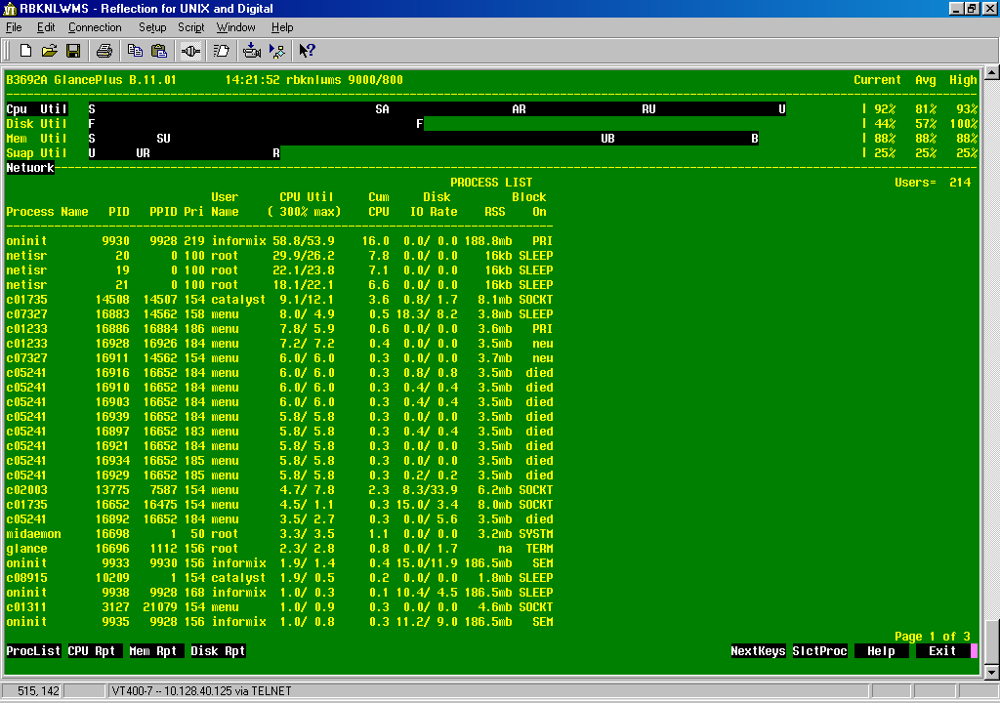 RBKNLWMS - Reflection for UNIX and Digital
File Edit Connection Setup Script Window Help
B3692A GlancePlus B.11.01 14:21:52 rbknlwms 9000/800 Current Avg High
Cpu Util S SA AR RU U | 92% 81% 93%
Disk Util F F | 44% 57% 100%
Mem Util S SU UB B | 88% 88% 88%
Swap Util U UR R | 25% 25% 25%
Network
PROCESS LIST Users= 214
User CPU Util Cum Disk Block
Process Name PID PPID Pri Name ( 300% max) CPU IO Rate RSS On
oninit 9930 9928 219 informix 58.8/53.9 16.0 0.0/ 0.0 188.8mb PRI
netisr 20 0 100 root 29.9/26.2 7.8 0.0/ 0.0 16kb SLEEP
netisr 19 0 100 root 22.1/23.8 7.1 0.0/ 0.0 16kb SLEEP
netisr 21 0 100 root 18.1/22.1 6.6 0.0/ 0.0 16kb SLEEP
c01735 14508 14507 154 catalyst 9.1/12.1 3.6 0.8/ 1.7 8.1mb SOCKT
c07327 16883 14562 158 menu 8.0/ 4.9 0.5 18.3/ 8.2 3.8mb SLEEP
c01233 16886 16884 186 menu 7.8/ 5.9 0.6 0.0/ 0.0 3.6mb PRI
c01233 16928 16926 184 menu 7.2/ 7.2 0.4 0.0/ 0.0 3.5mb new
c07327 16911 14562 154 menu 6.0/ 6.0 0.3 0.0/ 0.0 3.7mb new
c05241 16916 16652 184 menu 6.0/ 6.0 0.3 0.8/ 0.8 3.5mb died
c05241 16910 16652 184 menu 6.0/ 6.0 0.3 0.4/ 0.4 3.5mb died
c05241 16903 16652 184 menu 6.0/ 6.0 0.3 0.4/ 0.4 3.5mb died
c05241 16939 16652 184 menu 5.8/ 5.8 0.3 0.0/ 0.0 3.5mb died
c05241 16897 16652 183 menu 5.8/ 5.8 0.3 0.4/ 0.4 3.5mb died
c05241 16921 16652 184 menu 5.8/ 5.8 0.3 0.0/ 0.0 3.5mb died
c05241 16934 16652 185 menu 5.8/ 5.8 0.3 0.0/ 0.0 3.5mb died
c05241 16929 16652 185 menu 5.8/ 5.8 0.3 0.2/ 0.2 3.5mb died
c02003 13775 7587 154 menu 4.7/ 7.8 2.3 8.3/33.9 6.2mb SOCKT
c01735 16652 16475 154 menu 4.5/ 1.1 0.3 15.0/ 3.4 8.0mb SOCKT
c05241 16892 16652 184 menu 3.5/ 2.7 0.3 0.0/ 5.6 3.5mb died
midaemon 16698 1 50 root 3.3/ 3.5 1.1 0.0/ 0.0 3.2mb SYSTM
glance 16696 1112 156 root 2.3/ 2.8 0.8 0.0/ 1.7 na TERM
oninit 9933 9930 156 informix 1.9/ 1.4 0.4 15.0/11.9 186.5mb SEM
c08915 10209 1 154 catalyst 1.9/ 0.5 0.2 0.0/ 0.0 1.8mb SLEEP
oninit 9938 9928 168 informix 1.0/ 0.3 0.1 10.4/ 4.5 186.5mb SLEEP
c01311 3127 21079 154 menu 1.0/ 0.9 0.3 0.0/ 0.0 4.6mb SOCKT
oninit 9935 9928 156 informix 1.0/ 0.8 0.3 11.2/ 9.0 186.5mb SEM
Page 1 of 3
ProcList CPU Rpt Mem Rpt Disk Rpt NextKeys SlctProc Help Exit
515, 142 VT400-7 -- 10.128.40.125 via TELNET